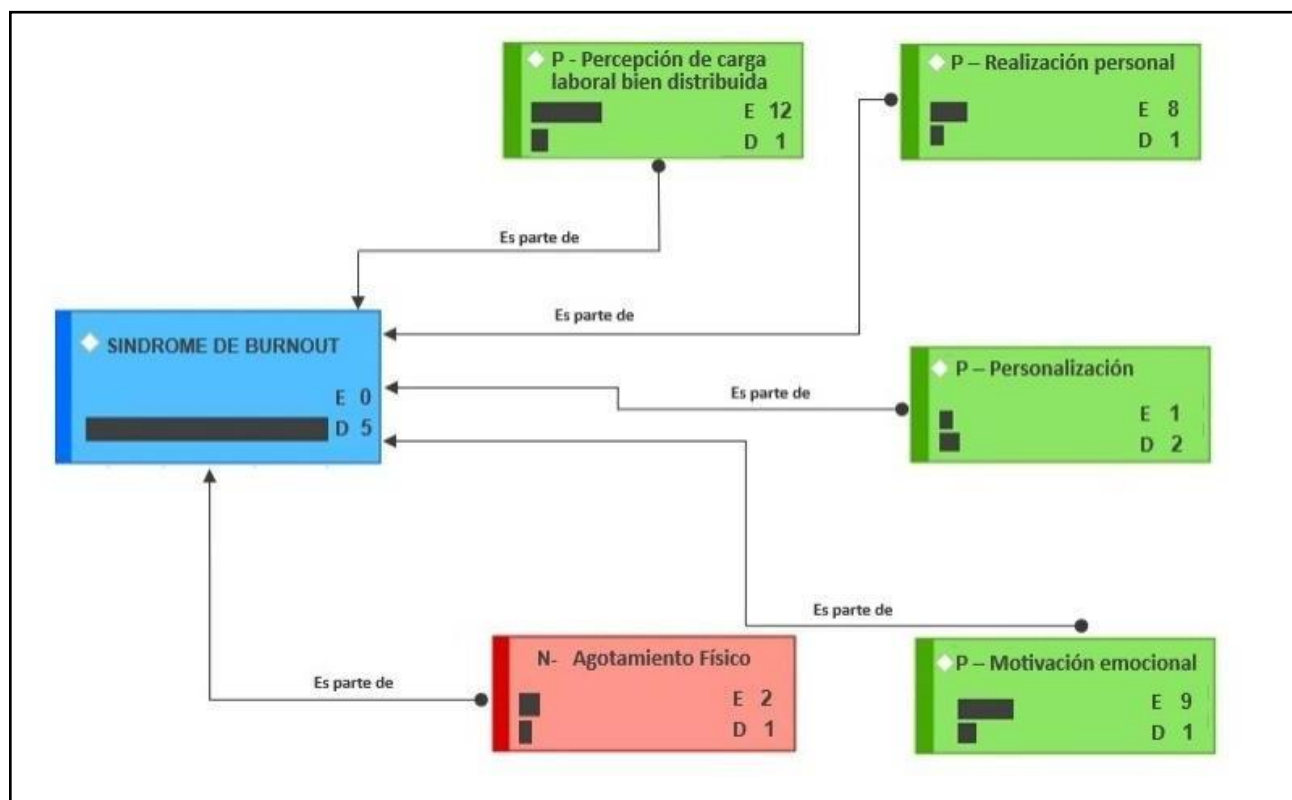 P - Percepción de carga
laboral bien distribuida
E 12
D 1
P – Realización personal
E 8
D 1
Es parte de
Es parte de
SINDROME DE BURNOUT
E 0
D 5
P – Personalización
E 1
D 2
Es parte de
Es parte de
N- Agotamiento Físico
E 2
D 1
Es parte de
P – Motivación emocional
E 9
D 1